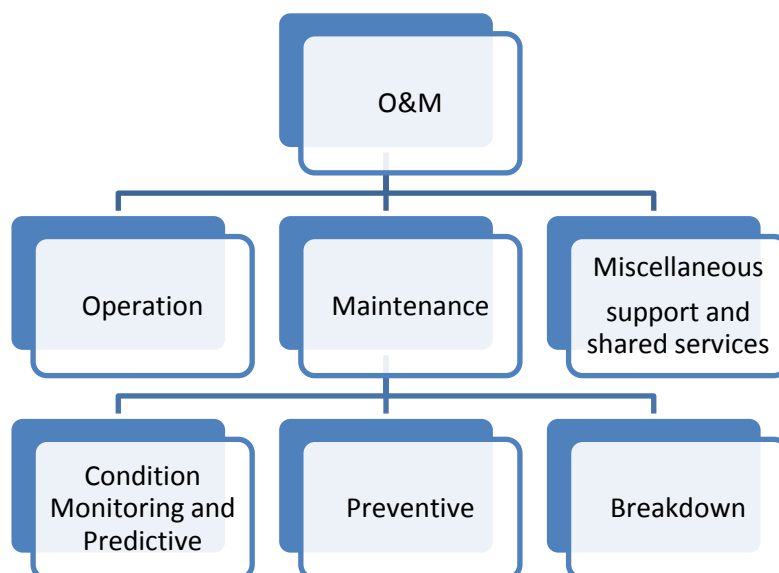 O&M
Operation
Maintenance
Miscellaneous
support and
shared services
Condition
Monitoring and
Predictive
Preventive
Breakdown